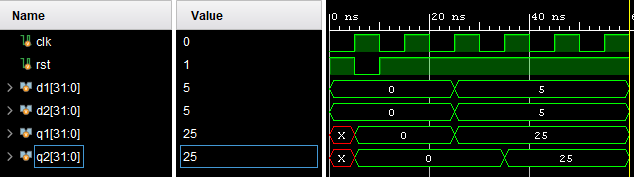 Name Value 0 ns 20 ns 40 ns
clk 0
rst 1
d1[31:0] 5 0 5
d2[31:0] 5 0 5
q1[31:0] 25 X 0 25
q2[31:0] 25 X 0 25